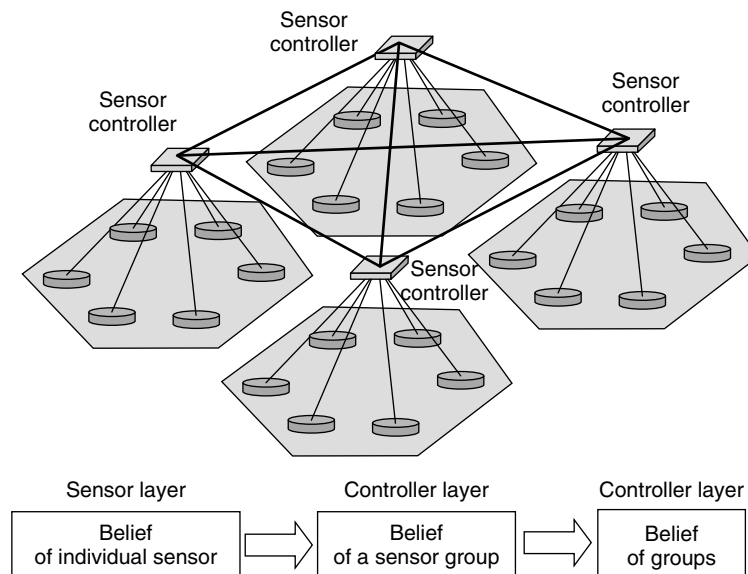 Sensor
controller
Sensor
controller
Sensor
controller
Sensor
controller
Sensor layer
Controller layer
Controller layer
Belief
of individual sensor
Belief
of a sensor group
Belief
of groups